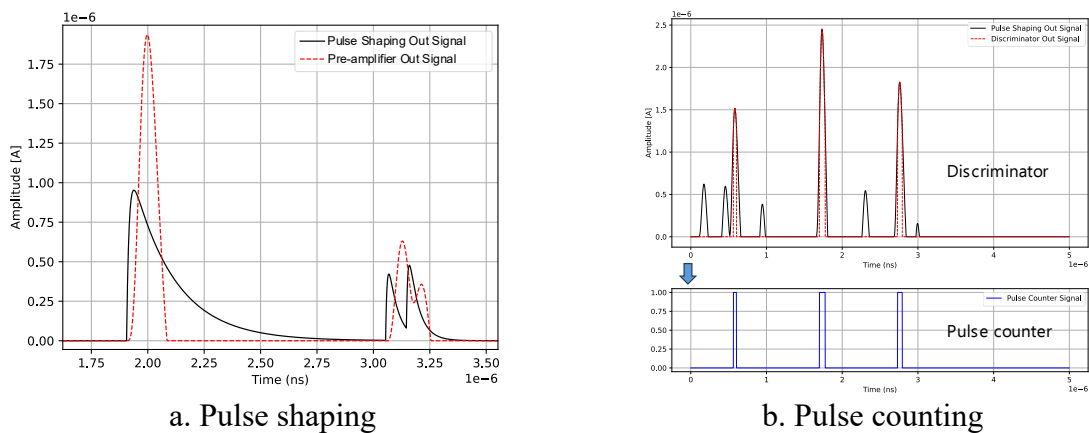 1e−6
Pulse Shaping Out Signal
Pre-amplifier Out Signal
Amplitude [A]
1.75
1.50
1.25
1.00
0.75
0.50
0.25
0.00
1.75 2.00 2.25 2.50 2.75 3.00 3.25 3.50
Time (ns)
1e−6
a. Pulse shaping
1e−6
Pulse Shaping Out Signal
Discriminator Out Signal
Amplitude [A]
2.5
2.0
1.5
1.0
0.5
0.0
Discriminator
0 1 2 3 4 5
Time (ns)
1e−6
Pulse Counter Signal
1.00
0.75
0.50
0.25
0.00
Pulse counter
0 1 2 3 4 5
Time (ns)
1e−6
b. Pulse counting